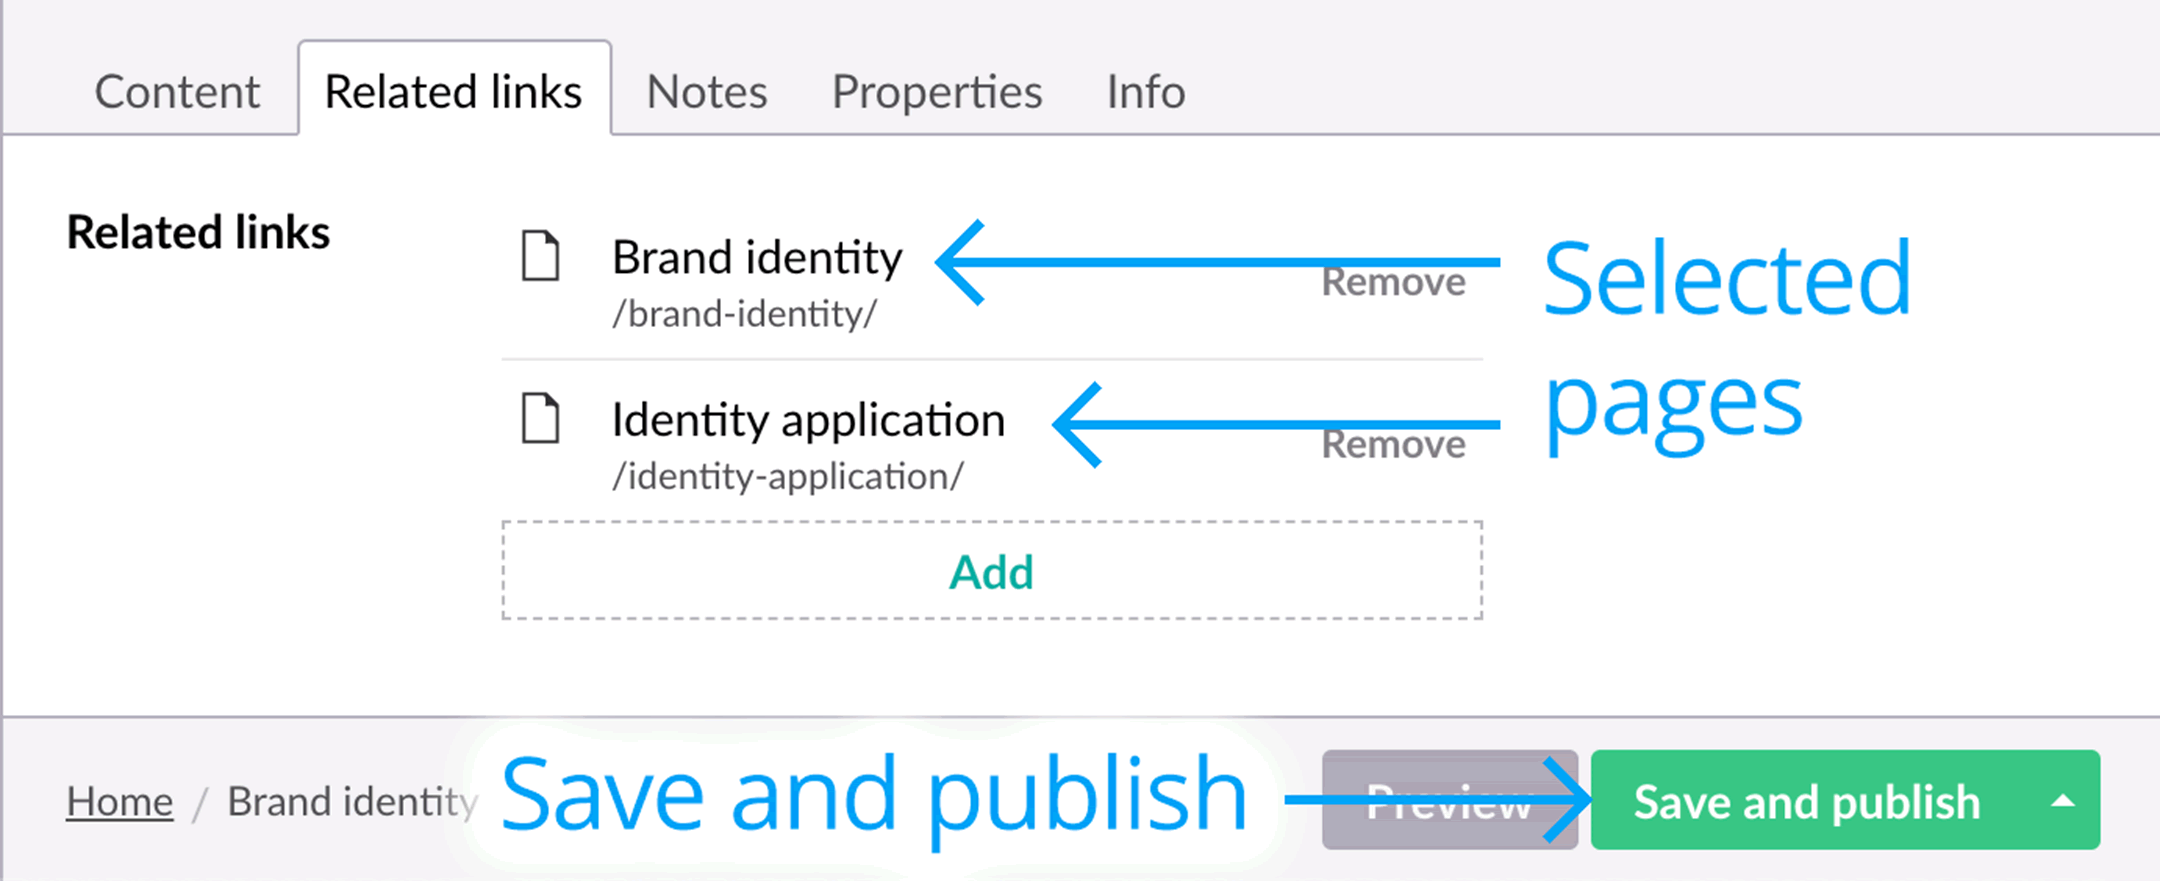 Content Related links Notes Properties Info
Related links
Brand identity
/brand-identity/
Remove
Selected
pages
Identity application
/identity-application/
Remove
Add
Home / Brand identity
Save and publish
Preview
Save and publish